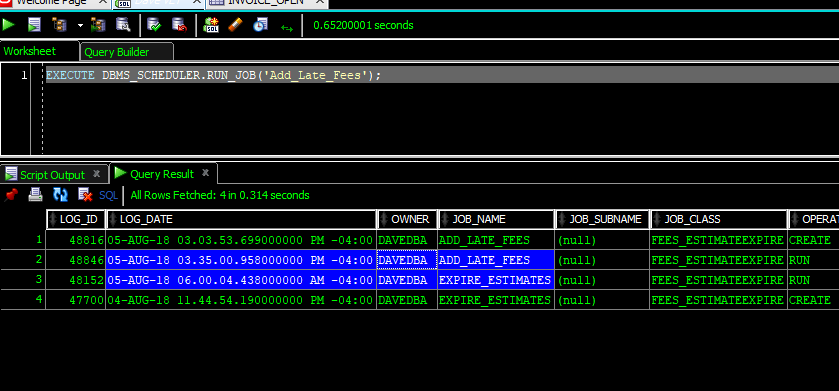 Welcome Page INVOICE_OPEN
0.65200001 seconds
Worksheet Query Builder
1 EXECUTE DBMS_SCHEDULER.RUN_JOB('Add_Late_Fees');
Script Output Query Result
SQL All Rows Fetched: 4 in 0.314 seconds
LOG_ID LOG_DATE OWNER JOB_NAME JOB_SUBNAME JOB_CLASS OPERAT
1 48816 05-AUG-18 03.03.53.699000000 PM -04:00 DAVEDBA ADD_LATE_FEES (null) FEES_ESTIMATEEXPIRE CREATE
2 48846 05-AUG-18 03.35.00.958000000 PM -04:00 DAVEDBA ADD_LATE_FEES (null) FEES_ESTIMATEEXPIRE RUN
3 48152 05-AUG-18 06.00.04.438000000 AM -04:00 DAVEDBA EXPIRE_ESTIMATES (null) FEES_ESTIMATEEXPIRE RUN
4 47700 04-AUG-18 11.44.54.190000000 PM -04:00 DAVEDBA EXPIRE_ESTIMATES (null) FEES_ESTIMATEEXPIRE CREATE